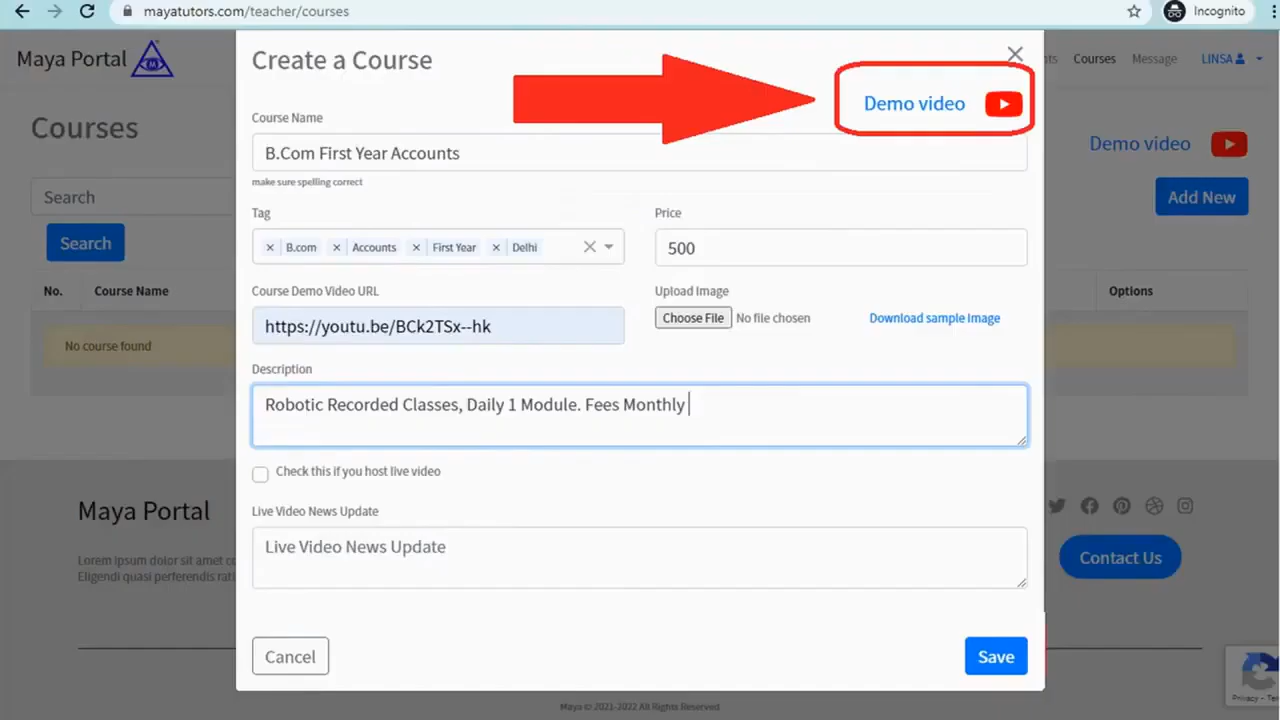 mayatutors.com/teacher/courses
Incognito
Maya Portal
Courses
Message
LINSA
Create a Course
Demo video
Courses
Course Name
B.Com First Year Accounts
make sure spelling correct
Demo video
Search
Add New
Search
Tag
Price
B.com
Accounts
First Year
Delhi
500
No.
Course Name
Course Demo Video URL
Upload Image
Options
https://youtu.be/BCk2TSx--hk
Choose File No file chosen
Download sample Image
No course found
Description
Robotic Recorded Classes, Daily 1 Module. Fees Monthly
Check this if you host live video
Maya Portal
Live Video News Update
Live Video News Update
Lorem ipsum dolor sit amet
Eligendi quasi perferendis
Contact Us
Cancel
Save
Maya © 2021-2022 All Rights Reserved